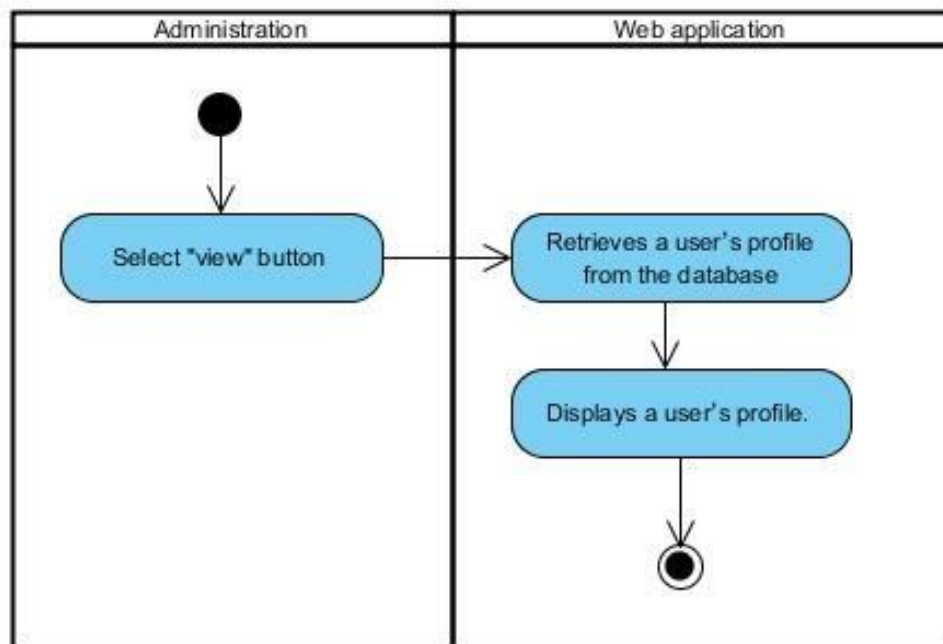 Administration
Web application
Select "view" button
Retrieves a user’s profile
from the database
Displays a user’s profile.